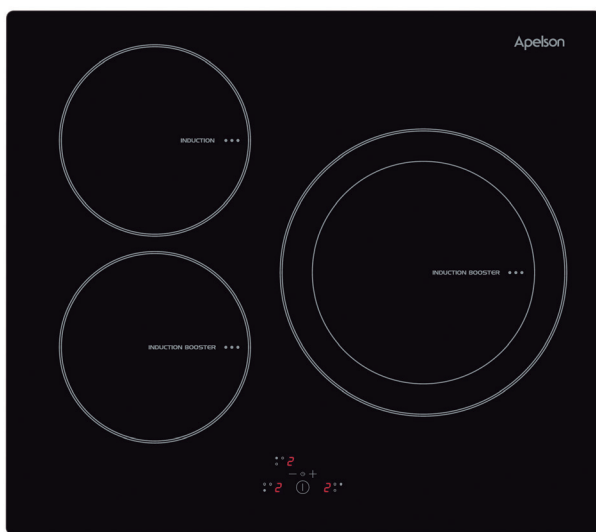 Apelson
INDUCTION
INDUCTION BOOSTER
INDUCTION BOOSTER
2
− +
2 2